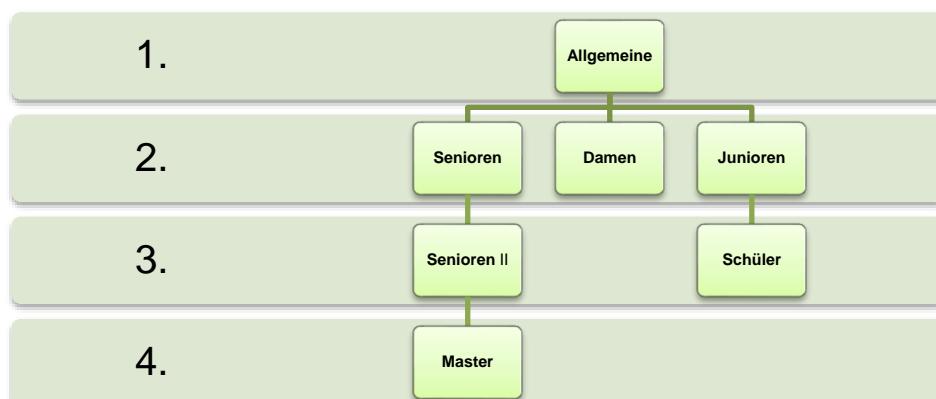 1.
Allgemeine
2.
Senioren
Damen
Junioren
3.
Senioren II
Schüler
4.
Master